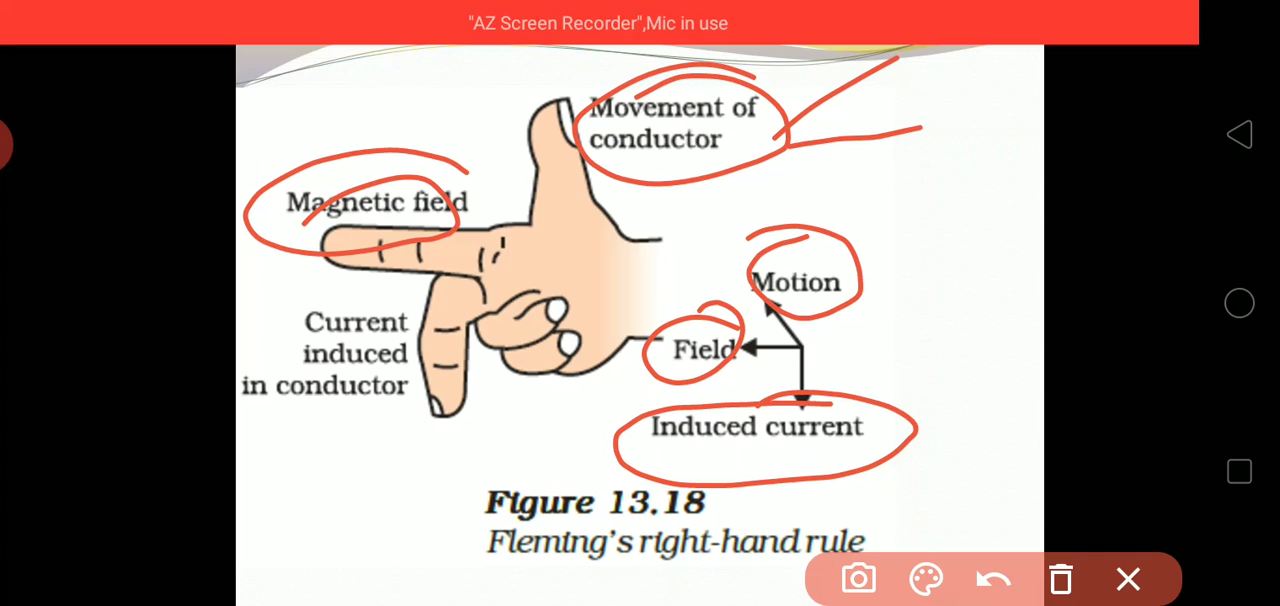 "AZ Screen Recorder",Mic in use
Movement of
conductor
Magnetic field
Motion
Current
induced
in conductor
Field
Induced current
Figure 13.18
Fleming's right-hand rule